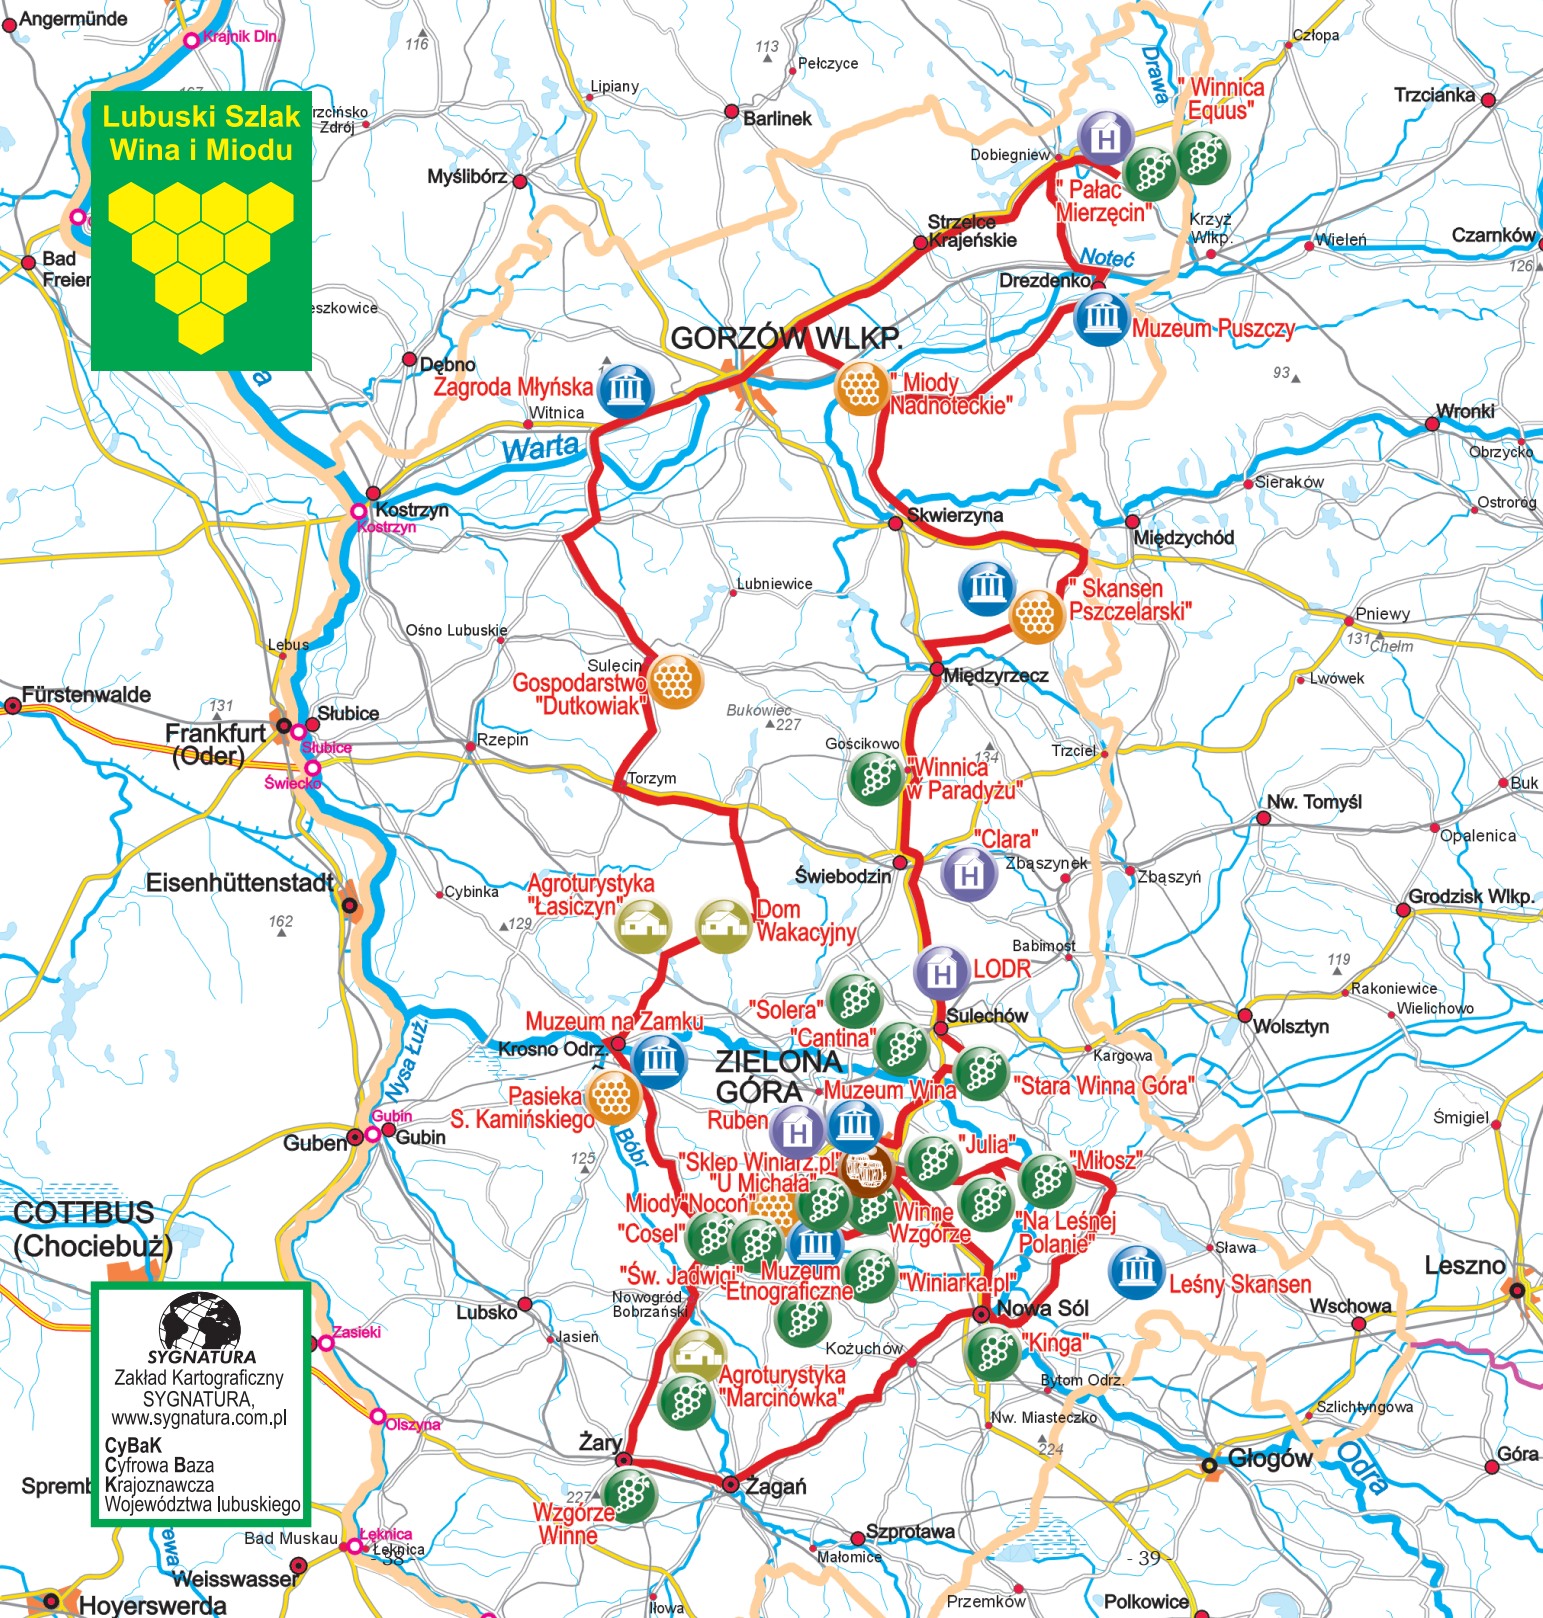 Angermünde
Krajnik Dln.
116
113
Pełczyce
Człopa
Lipiany
Drawa
" Winnica
Equus"
Trzcianka
Lubuski Szlak
Wina i Miodu
Zdrój
Barlinek
Dobiegniew
Myślibórz
" Pałac
Mierzęcin"
Strzelce
Krajeńskie
Krzyż
Wlkp.
Wieleń
Czarnków
126
Bad
Noteć
Drezdenko
Muzeum Puszczy
GORZÓW WLKP.
Dębno
Zagroda Młyńska
" Miody
Nadnoteckie"
93
Witnica
Warta
Wronki
Obrzycko
Sieraków
Ostroróg
Kostrzyn
Kostrzyn
Skwierzyna
Międzychód
Lubniewice
" Skansen
Pszczelarski"
Pniewy
131
Chełm
Ośno Lubuskie
Lebus
Sulęcin
Gospodarstwo
"Dutkowiak"
Międzyrzecz
Lwówek
Fürstenwalde
131
Słubice
Frankfurt
(Oder)
Słubice
Świecko
Rzepin
Bukowiec
227
Gościkowo
134
Trzciel
"Winnica
w Paradyżu"
Torzym
Buk
Nw. Tomyśl
Opalenica
"Clara"
Zbąszynek
Zbąszyń
Świebodzin
Eisenhüttenstadt
Cybinka
162
129
Agroturystyka
"Łasiczyn"
Dom
Wakacyjny
Grodzisk Wlkp.
Babimost
LODR
119
Rakoniewice
Wielichowo
"Solera"
"Cantina"
Sulechów
Wolsztyn
Kargowa
Muzeum na Zamku
Krosno Odrz.
Nysa Łuż.
ZIELONA
GÓRA
Muzeum Wina
"Stara Winna Góra"
Pasieka
S. Kamińskiego
Ruben
Bóbr
125
Guben
Gubin
Gubin
Śmigiel
"Sklep Winiarz.pl"
"U Michała"
"Julia"
"Miłosz"
Miody "Nocoń"
"Cosel"
Winne
Wzgórze
"Na Leśnej
Polanie"
COTTBUS
(Chociebuż)
"Św. Jadwigi"
Muzeum
Etnograficzne
"Winiarka.pl"
Sława
Leśny Skansen
Leszno
Nowogród
Bobrzański
Lubsko
Jasień
Nowa Sól
Wschowa
Zasieki
SYGNATURA
Zakład Kartograficzny
SYGNATURA,
www.sygnatura.com.pl
CyBaK
Cyfrowa Baza
Krajoznawcza
Województwa lubuskiego
Kożuchów
"Kinga"
Bytom Odrz.
Agroturystyka
"Marcinówka"
Olszyna
Nw. Miasteczko
Szlichtyngowa
224
Głogów
Odra
Góra
Żary
Żagań
227
Wzgórze
Winne
Szprotawa
Małomice
Bad Muskau
Łęknica
Łęknica
- 38 -
- 39 -
Weisswasser
Hoyerswerda
Iłowa
Przemków
Polkowice